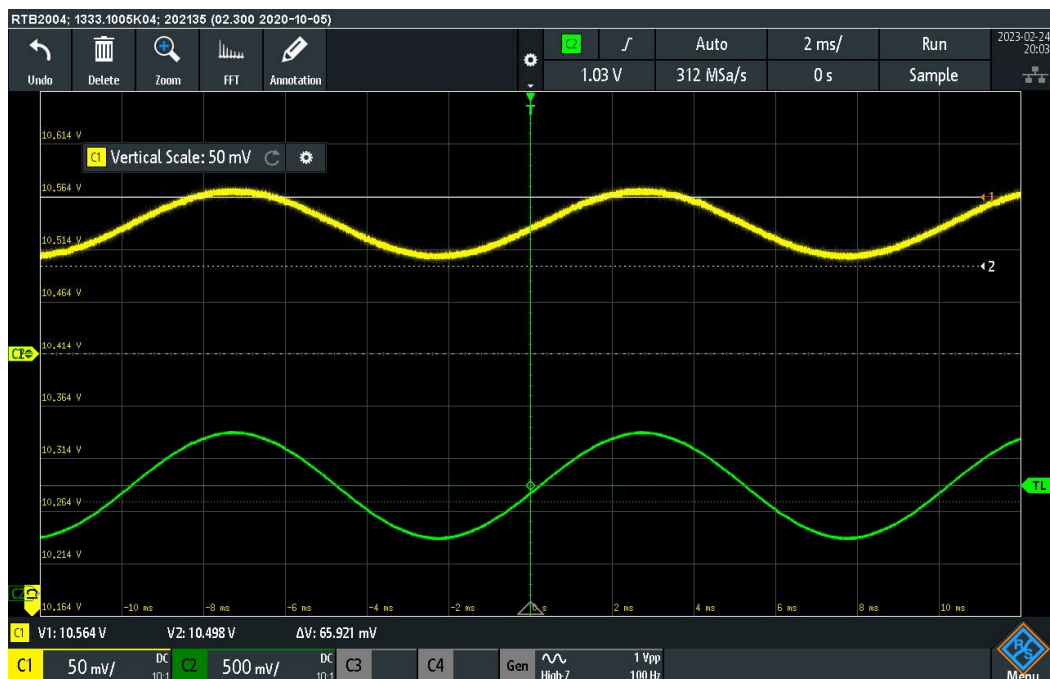 RTB2004; 1333.1005K04; 202135 (02.300 2020-10-05)
Undo
Delete
Zoom
FFT
Annotation
C2
Auto
2 ms/
Run
2023-02-24
20:03
1.03 V
312 MSa/s
0 s
Sample
T
10.614 V
C1 Vertical Scale: 50 mV
10.564 V
1
10.514 V
2
10.464 V
10.414 V
10.364 V
10.314 V
10.264 V
TL
10.214 V
C2
10.164 V
-10 ms
-8 ms
-6 ms
-4 ms
-2 ms
0 s
2 ms
4 ms
6 ms
8 ms
10 ms
C1 V1: 10.564 V V2: 10.498 V ΔV: 65.921 mV
C1 50 mV/ DC 10:1
C2 500 mV/ DC 10:1
C3
C4
Gen 1 Vpp
High-Z 100 Hz
R&S
Menu